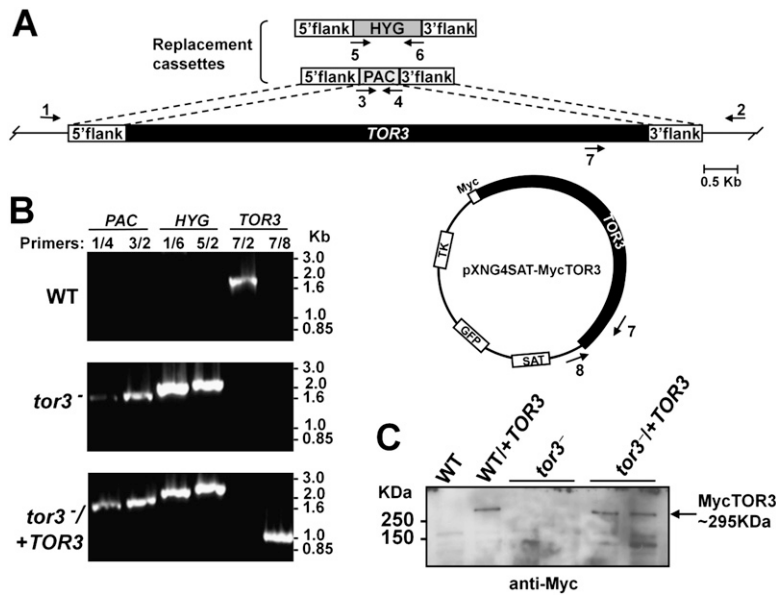 A
Replacement cassettes
5'flank HYG 3'flank
5 6
5'flank PAC 3'flank
3 4
1 2
5'flank TOR3 3'flank
7
0.5 Kb
B
PAC HYG TOR3
Primers: 1/4 3/2 1/6 5/2 7/2 7/8 Kb
WT
3.0
2.0
1.6
1.0
0.85
tor3⁻
3.0
2.0
1.6
1.0
0.85
tor3⁻/+TOR3
3.0
2.0
1.6
1.0
0.85
Myc
TOR3
TK
pXNG4SAT-MycTOR3
GFP
SAT
7
8
C
WT WT/+TOR3 tor3⁻ tor3⁻/+TOR3
KDa
250
150
MycTOR3
~295KDa
anti-Myc